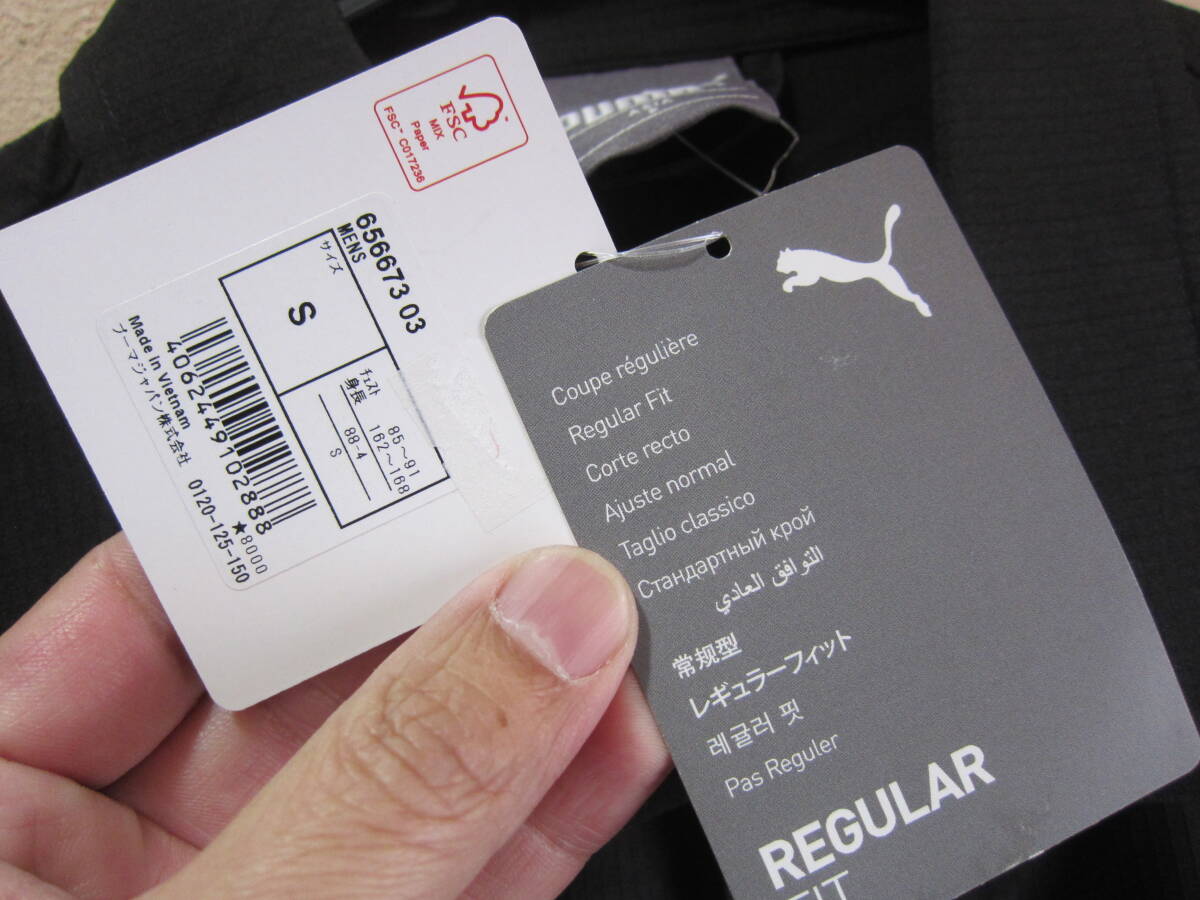 FSC
MIX
Paper
FSC™ C017236
656673 03
MENS
サイズ
S
チェスト
身長
85～91
162～168
88-4
S
4062449102888
★8000
Made in Vietnam
プーマジャパン株式会社 0120-125-150
Coupe régulière
Regular Fit
Corte recto
Ajuste normal
Taglio classico
Стандартный крой
التوافق العادي
常规型
レギュラーフィット
레귤러 핏
Pas Reguler
REGULAR
FIT